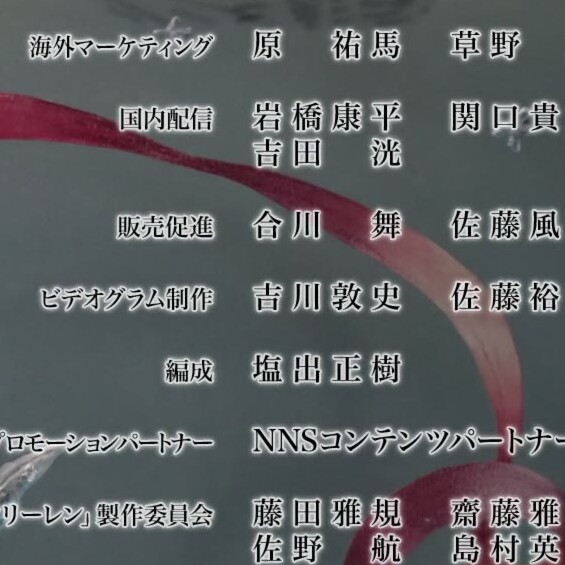 海外マーケティング 原 祐馬 草野
国内配信 岩橋康平 関口貴
吉田 洸
販売促進 合川 舞 佐藤風
ビデオグラム制作 吉川敦史 佐藤裕
編成 塩出正樹
プロモーションパートナー NNSコンテンツパートナー
リーレン」製作委員会 藤田雅規 齋藤雅
佐野 航 島村英